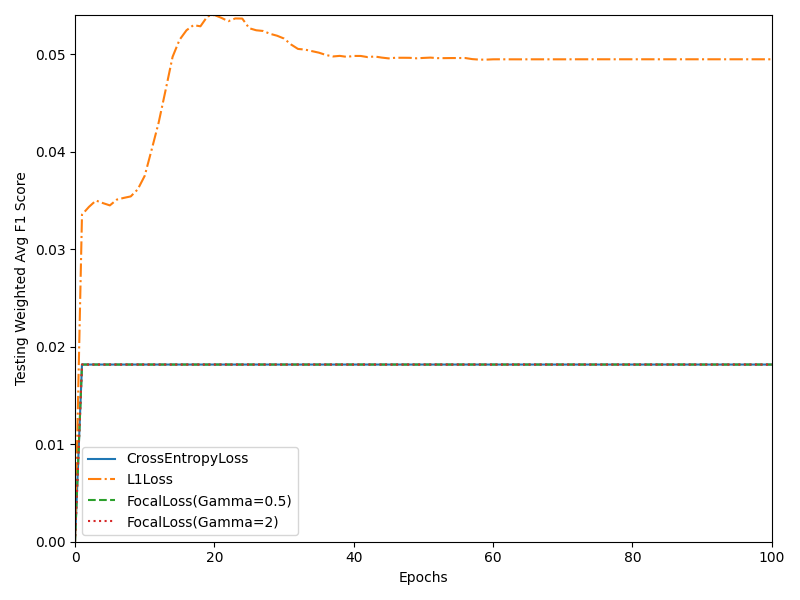 Testing Weighted Avg F1 Score
0.05
0.04
0.03
0.02
0.01
0.00
CrossEntropyLoss
L1Loss
FocalLoss(Gamma=0.5)
FocalLoss(Gamma=2)
0 20 40 60 80 100
Epochs